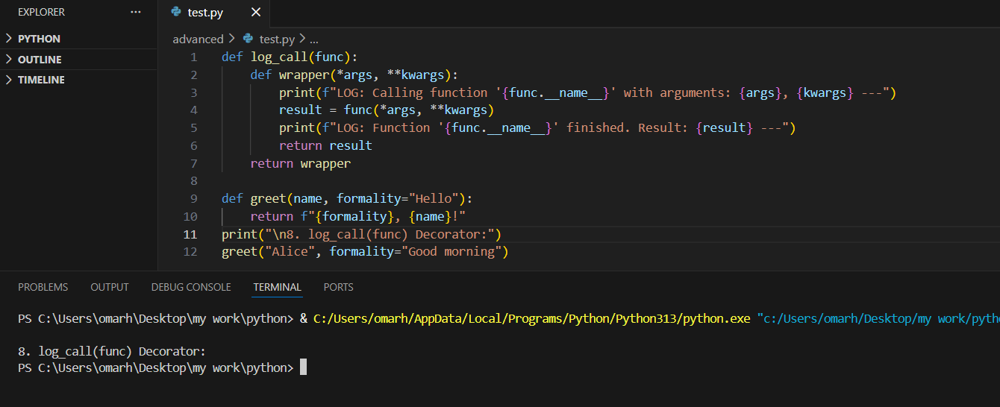 EXPLORER ...
PYTHON
OUTLINE
TIMELINE
test.py
advanced > test.py > ...
1 def log_call(func):
2     def wrapper(*args, **kwargs):
3         print(f"LOG: Calling function '{func.__name__}' with arguments: {args}, {kwargs} ---")
4         result = func(*args, **kwargs)
5         print(f"LOG: Function '{func.__name__}' finished. Result: {result} ---")
6         return result
7     return wrapper
8
9 def greet(name, formality="Hello"):
10     return f"{formality}, {name}!"
11 print("\n8. log_call(func) Decorator:")
12 greet("Alice", formality="Good morning")
PROBLEMS OUTPUT DEBUG CONSOLE TERMINAL PORTS
PS C:\Users\omarh\Desktop\my work\python> & C:/Users/omarh/AppData/Local/Programs/Python/Python313/python.exe "c:/Users/omarh/Desktop/my work/pyth
8. log_call(func) Decorator:
PS C:\Users\omarh\Desktop\my work\python>